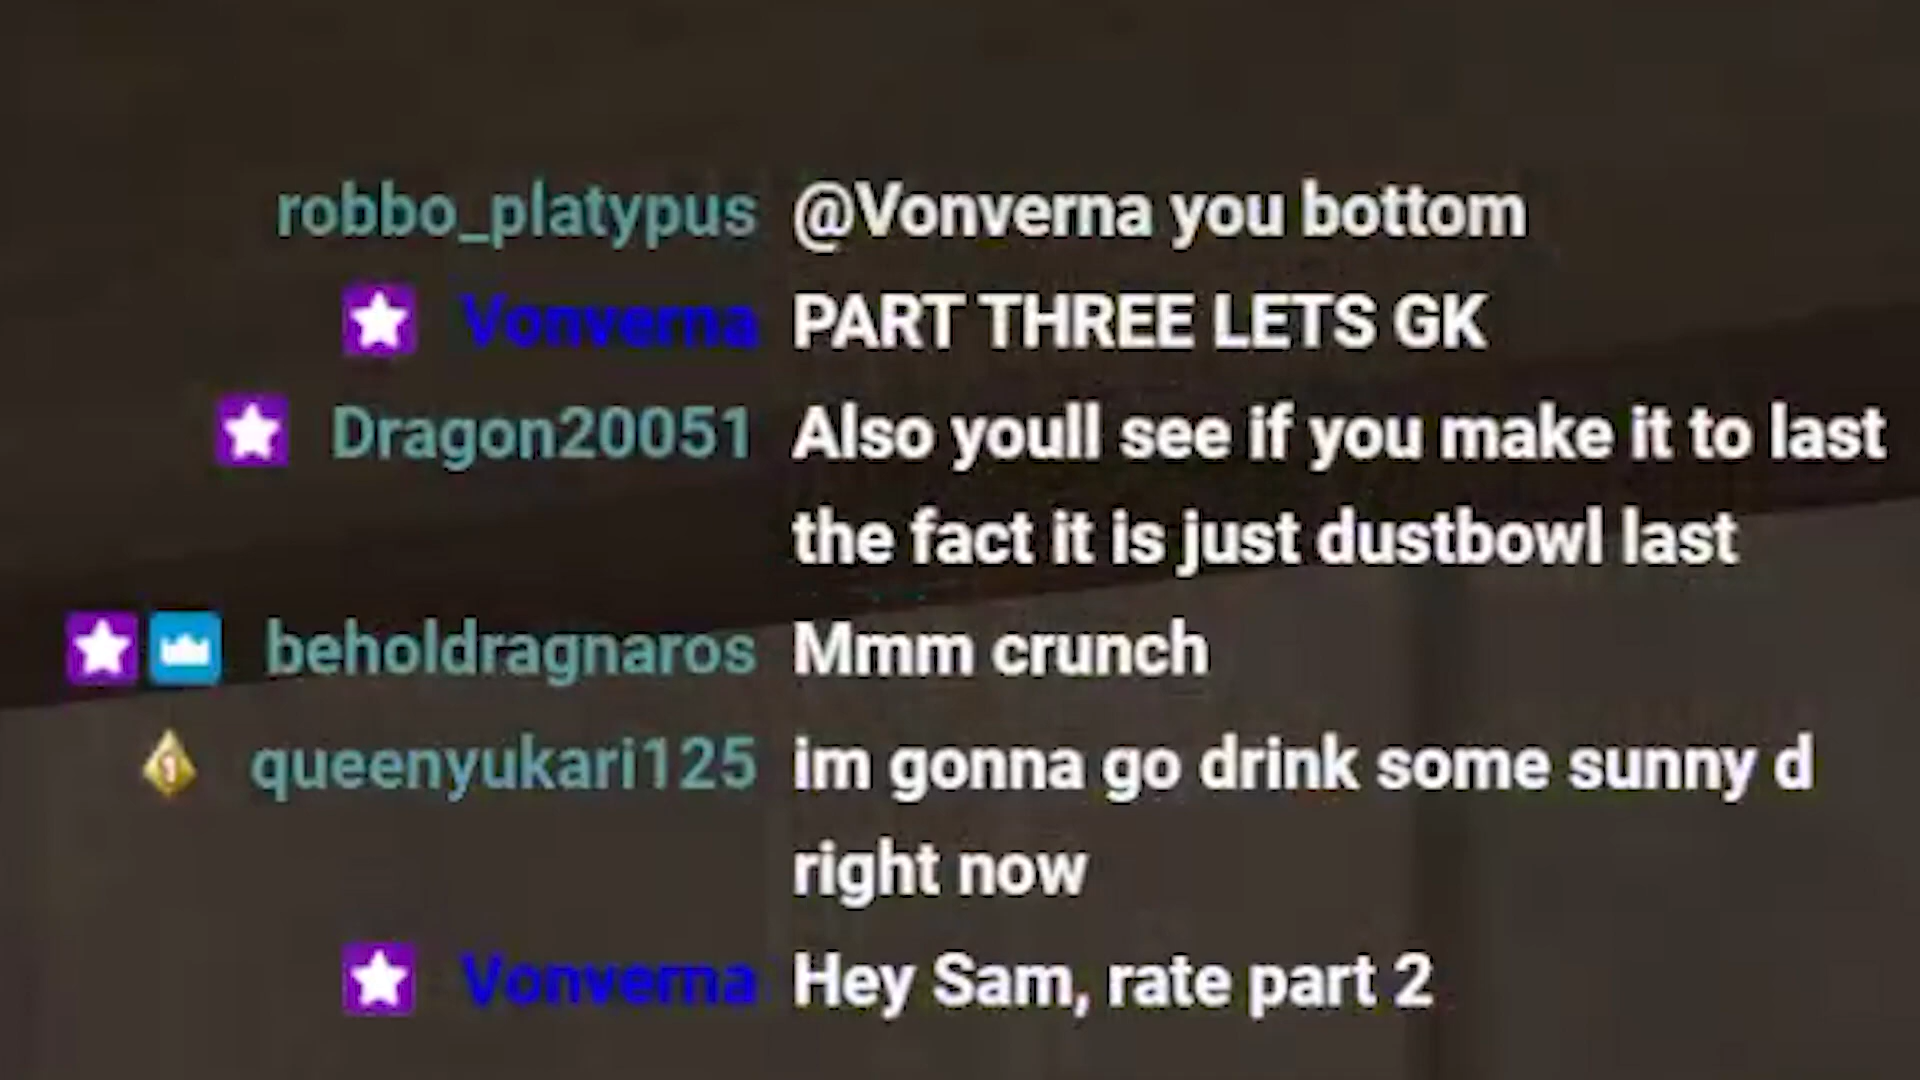 robbo_platypus @Vonverna you bottom
Vonverna PART THREE LETS GK
Dragon20051 Also youll see if you make it to last
the fact it is just dustbowl last
beholdragnaros Mmm crunch
queenyukari125 im gonna go drink some sunny d
right now
Vonverna Hey Sam, rate part 2